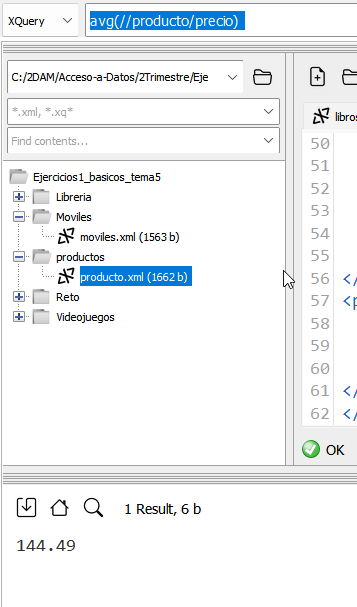 XQuery
avg(//producto/precio)
C:/2DAM/Acceso-a-Datos/2Trimestre/Eje
*.xml, *.xq*
Find contents...
Ejercicios1_basicos_tema5
Libreria
Moviles
moviles.xml (1563 b)
productos
producto.xml (1662 b)
Reto
Videojuegos
libros
50
51
52
53
54
55
56 </
57 <p
58
59
60
61 </
62 </
OK
1 Result, 6 b
144.49